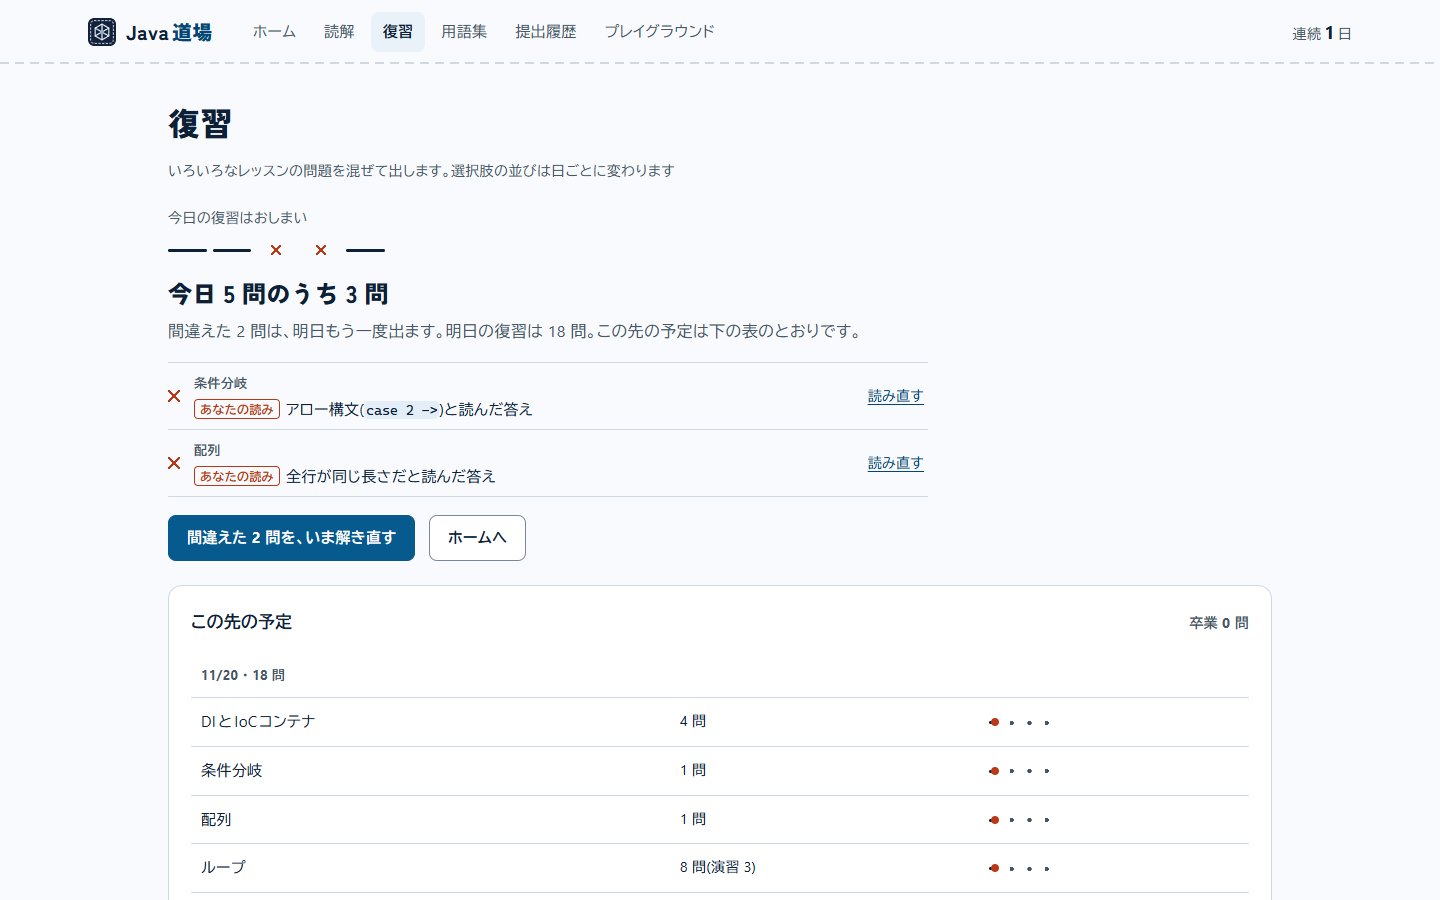 Java 道場 ホーム 読解 復習 用語集 提出履歴 プレイグラウンド 連続 1 日
復習
いろいろなレッスンの問題を混ぜて出します。選択肢の並びは日ごとに変わります
今日の復習はおしまい
今日 5 問のうち 3 問
間違えた 2 問は、明日もう一度出ます。明日の復習は 18 問。この先の予定は下の表のとおりです。
条件分岐
あなたの読み アロー構文(case 2 ->)と読んだ答え 読み直す
配列
あなたの読み 全行が同じ長さだと読んだ答え 読み直す
間違えた 2 問を、いま解き直す ホームへ
この先の予定 卒業 0 問
11/20・18 問
DIとIoCコンテナ 4 問
条件分岐 1 問
配列 1 問
ループ 8 問(演習 3)